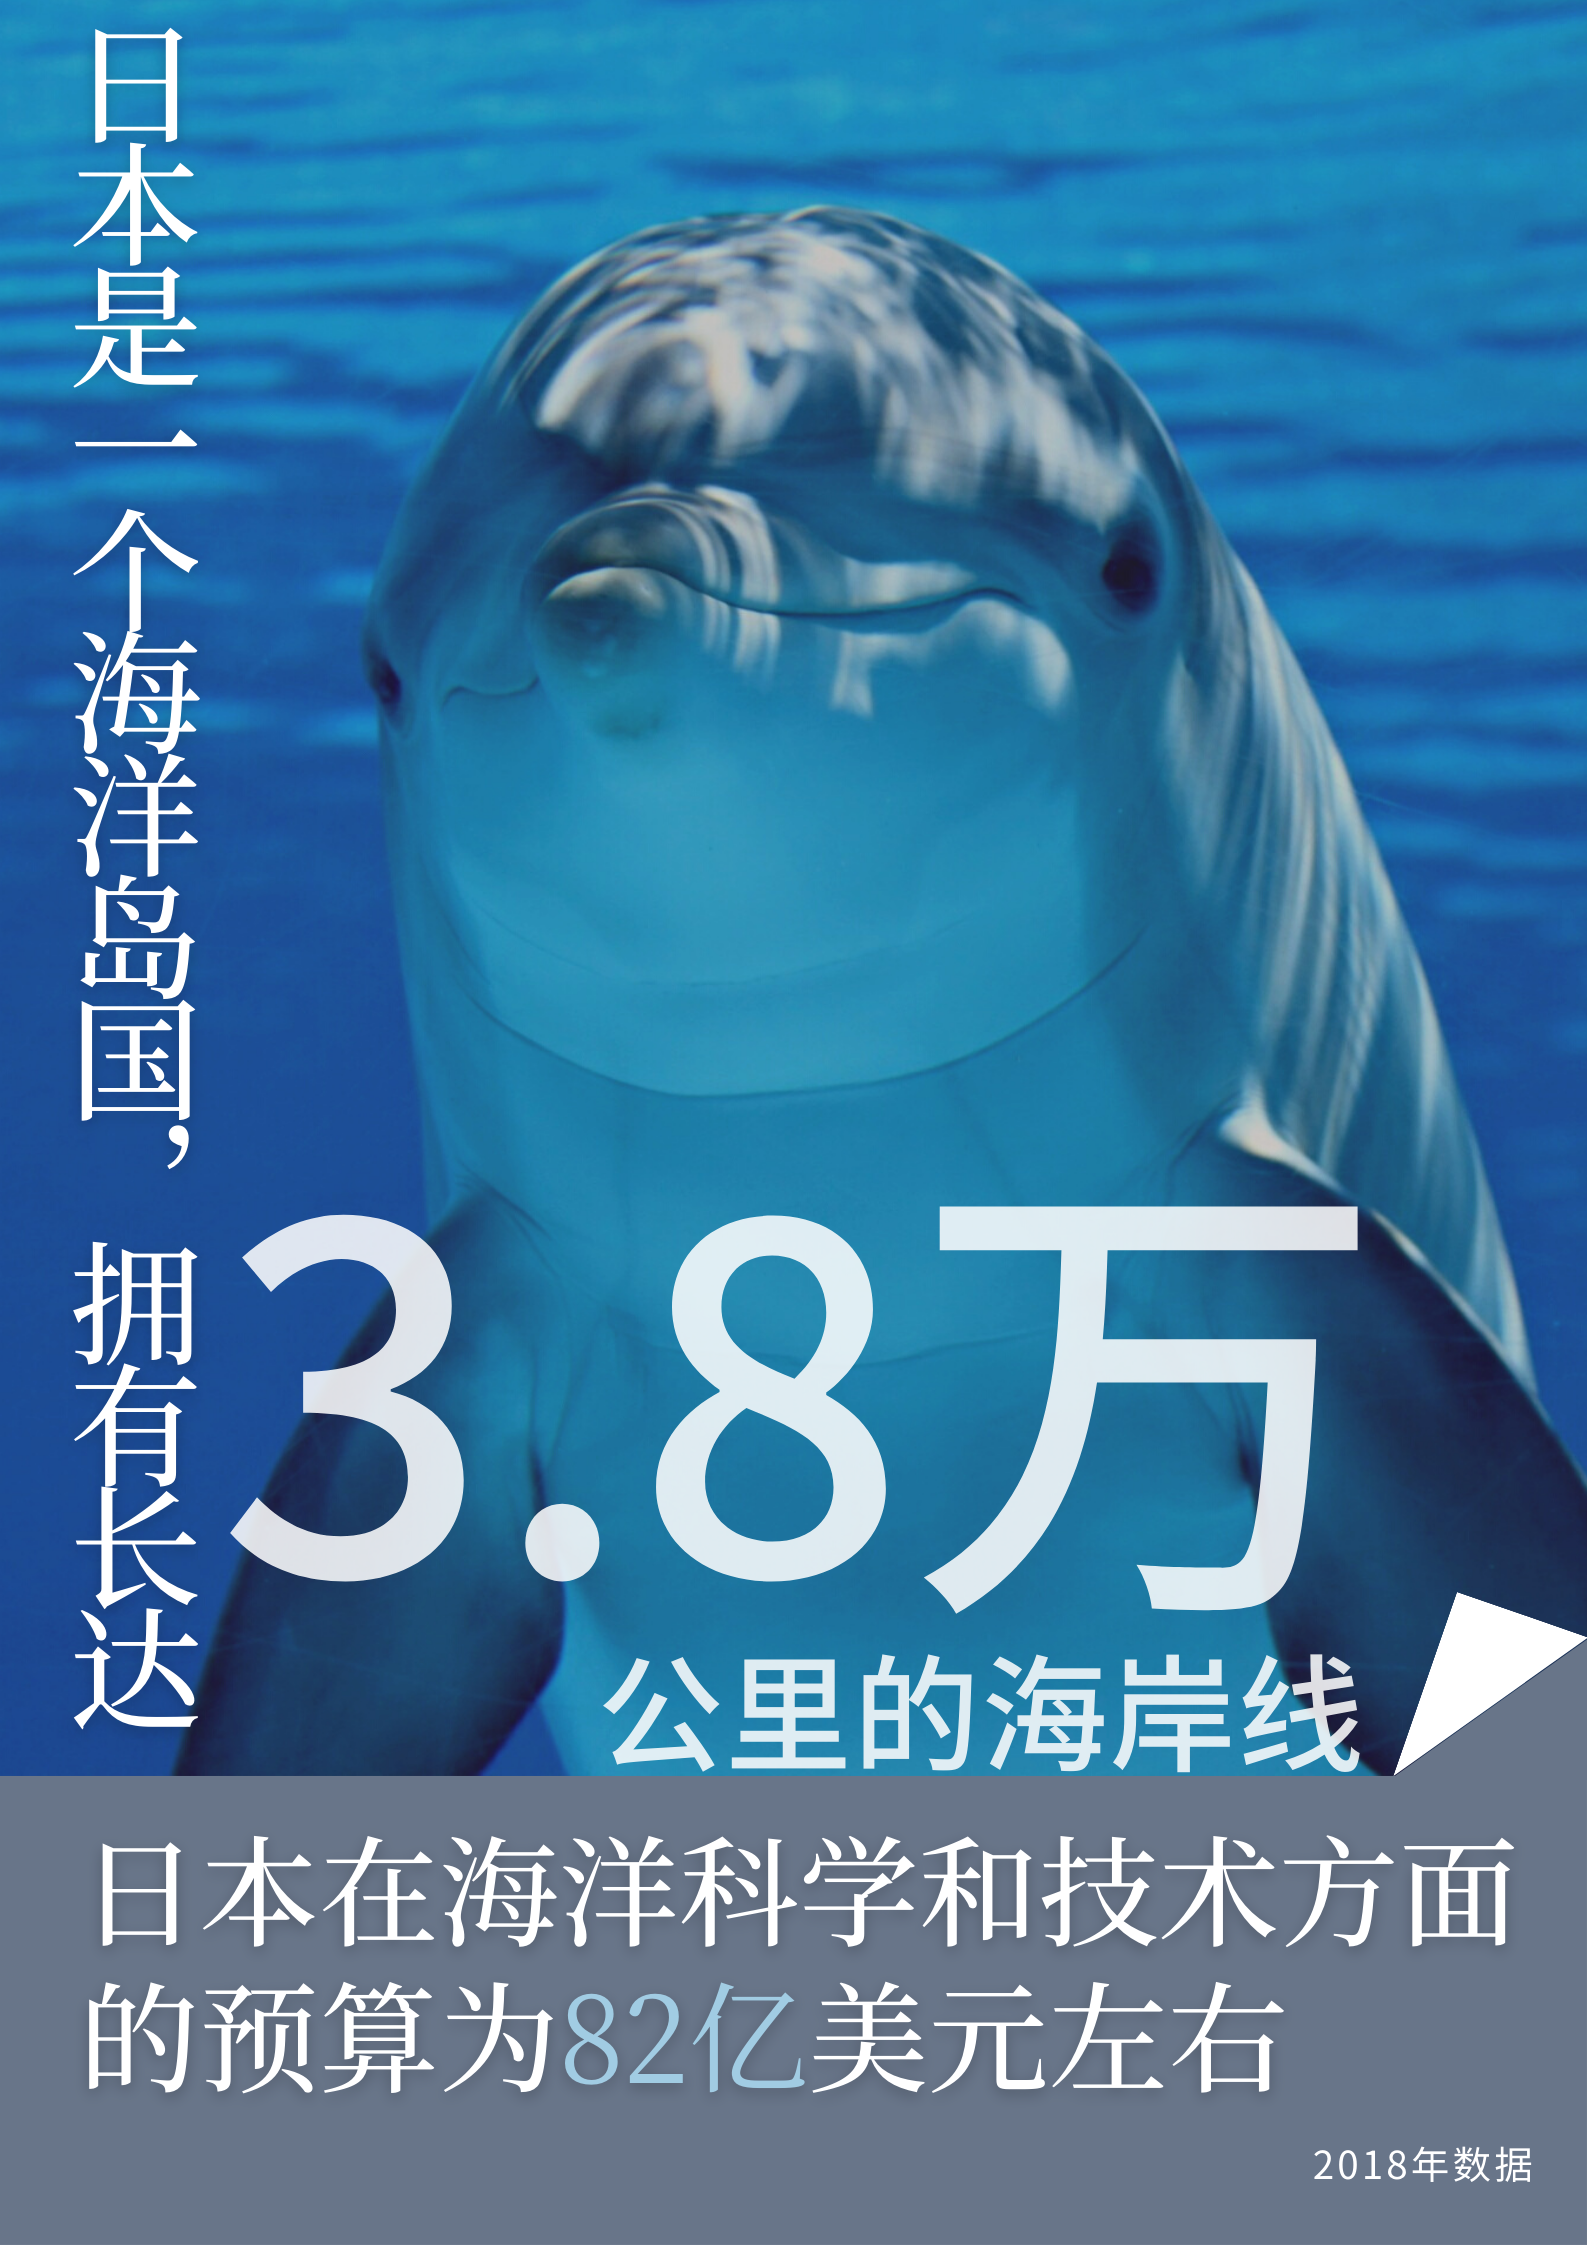 日本是一个海洋岛国，拥有长达
3.8万
公里的海岸线
日本在海洋科学和技术方面
的预算为82亿美元左右
2018年数据